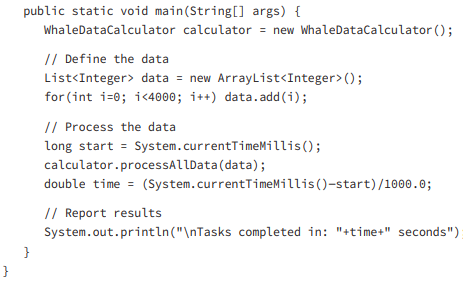 public static void main(String[] args) {
WhaleDataCalculator calculator = new WhaleDataCalculator();
// Define the data
List<Integer> data = new ArrayList<Integer>();
for(int i=0; i<4000; i++) data.add(i);
// Process the data
long start = System.currentTimeMillis();
calculator.processAllData(data);
double time = (System.currentTimeMillis()–start)/1000.0;
// Report results
System.out.println("\nTasks completed in: "+time+" seconds")
}
}